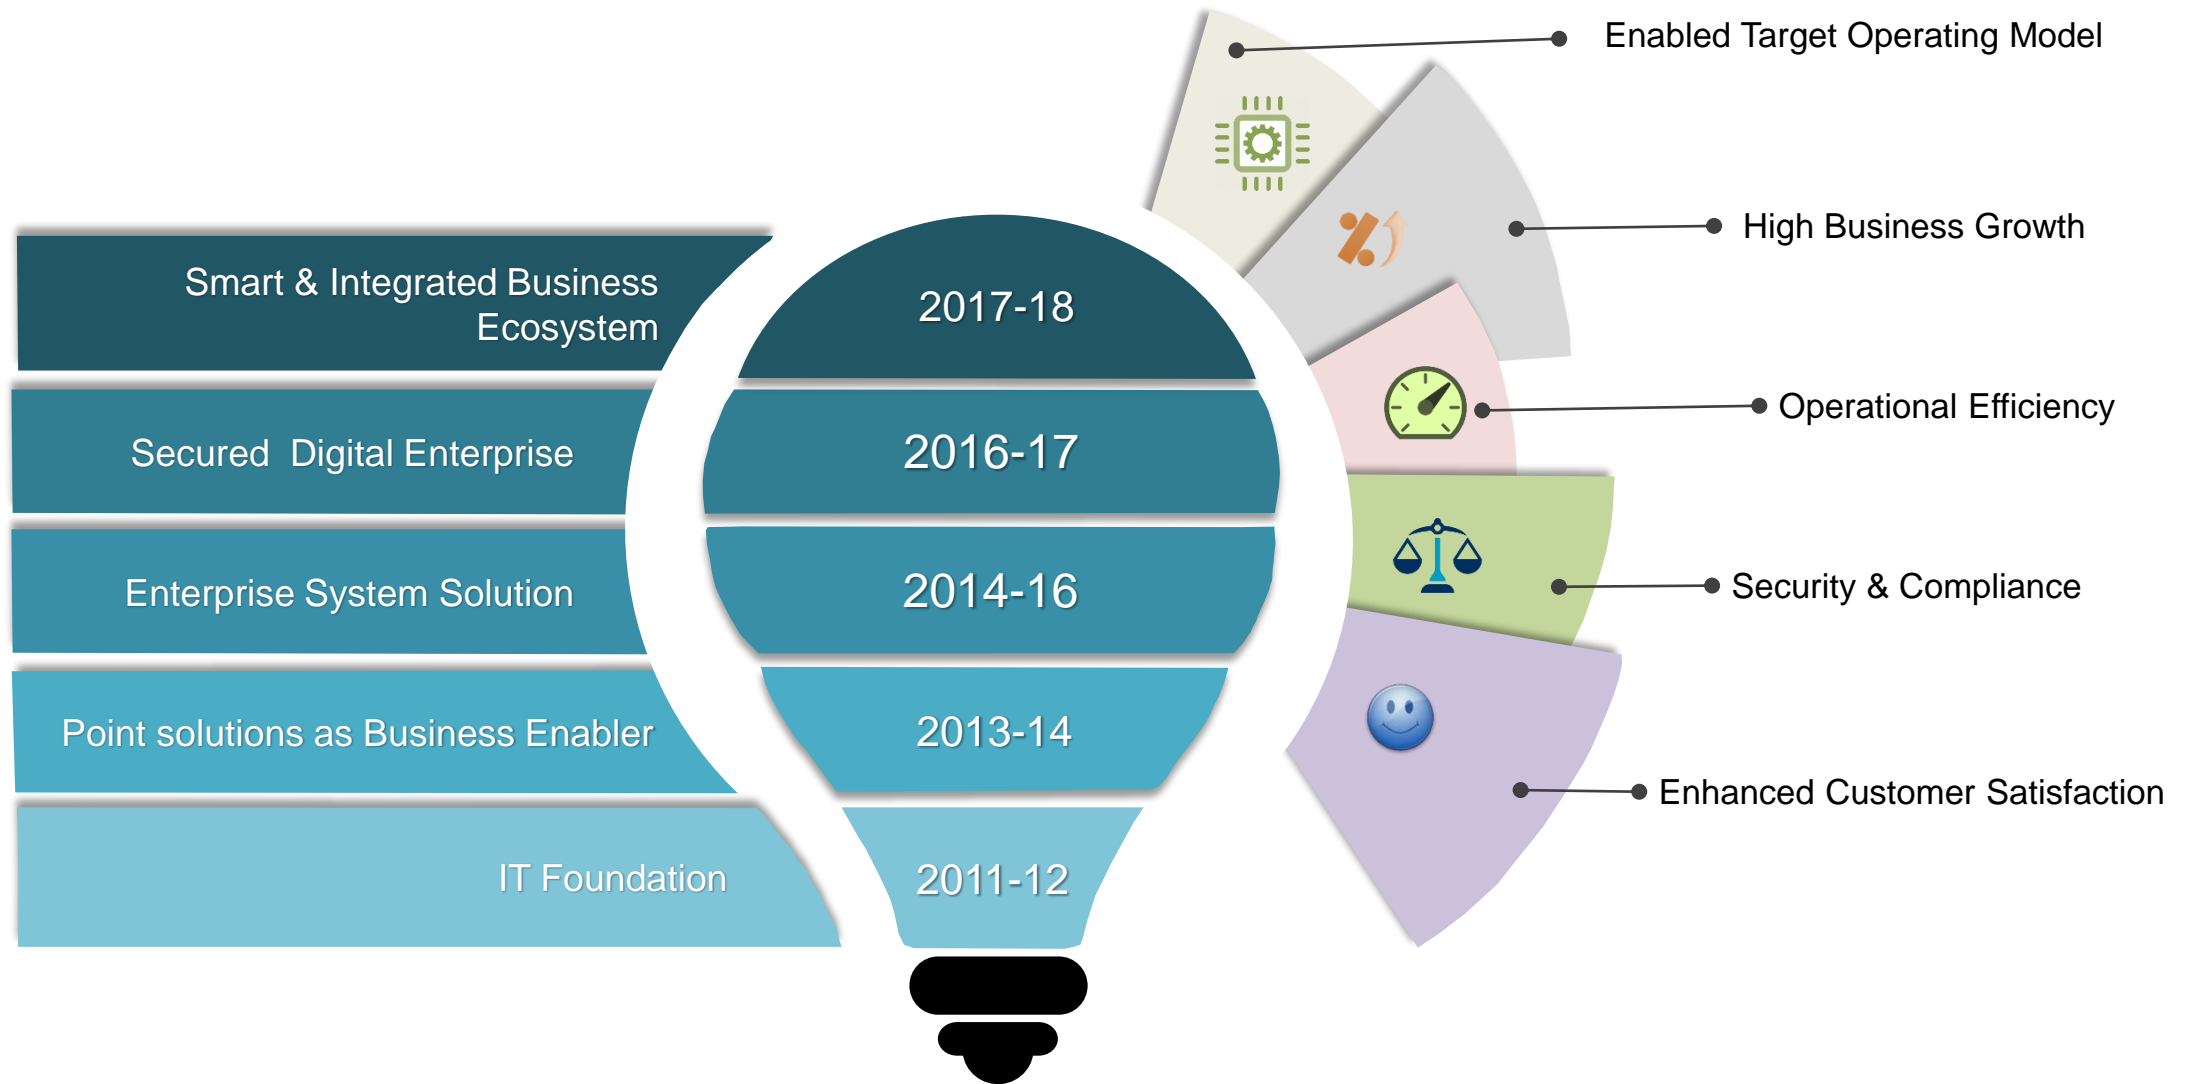 Smart & Integrated Business
Ecosystem
Secured  Digital Enterprise
Enterprise System Solution
Point solutions as Business Enabler
IT Foundation
2017-18
2016-17
2014-16
2013-14
2011-12
Enabled Target Operating Model
High Business Growth
Operational Efficiency
Security & Compliance
Enhanced Customer Satisfaction